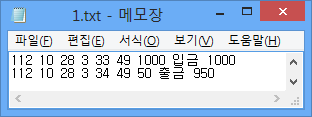 1.txt - 메모장
파일(F) 편집(E) 서식(O) 보기(V) 도움말(H)
112 10 28 3 33 49 1000 입금 1000
112 10 28 3 34 49 50 출금 950